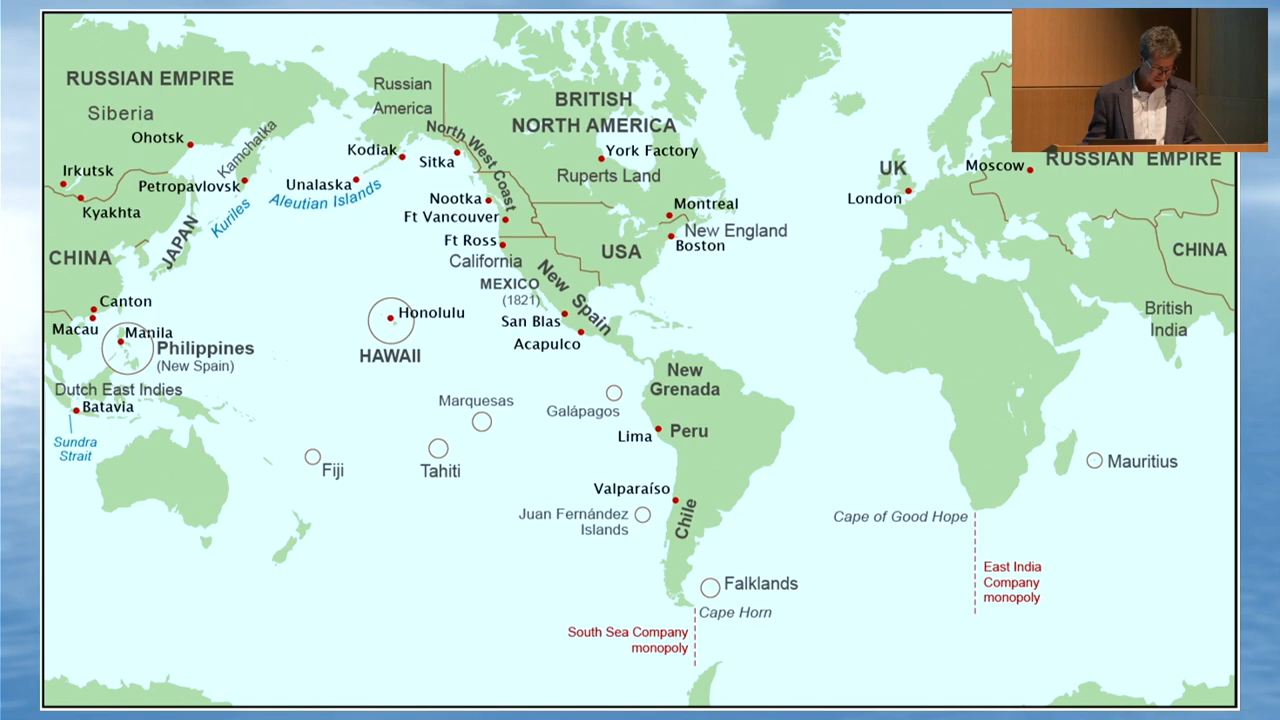 RUSSIAN EMPIRE
Siberia
Ohotsk
Kamchatka
Irkutsk
Petropavlovsk
Kyakhta
Kuriles
JAPAN
CHINA
Canton
Macau
Manila
Philippines
(New Spain)
Dutch East Indies
Batavia
Sundra
Strait
Russian
America
North West Coast
Kodiak
Sitka
Unalaska
Aleutian Islands
Nootka
Ft Vancouver
Ft Ross
California
MEXICO
(1821)
New Spain
San Blas
Acapulco
Honolulu
HAWAII
BRITISH
NORTH AMERICA
York Factory
Ruperts Land
Montreal
New England
Boston
USA
Marquesas
Galápagos
Fiji
Tahiti
New
Grenada
Lima
Peru
Valparaíso
Juan Fernández
Islands
Chile
Falklands
Cape Horn
South Sea Company
monopoly
UK
London
Moscow
RUSSIAN EMPIRE
CHINA
British
India
Mauritius
Cape of Good Hope
East India
Company
monopoly